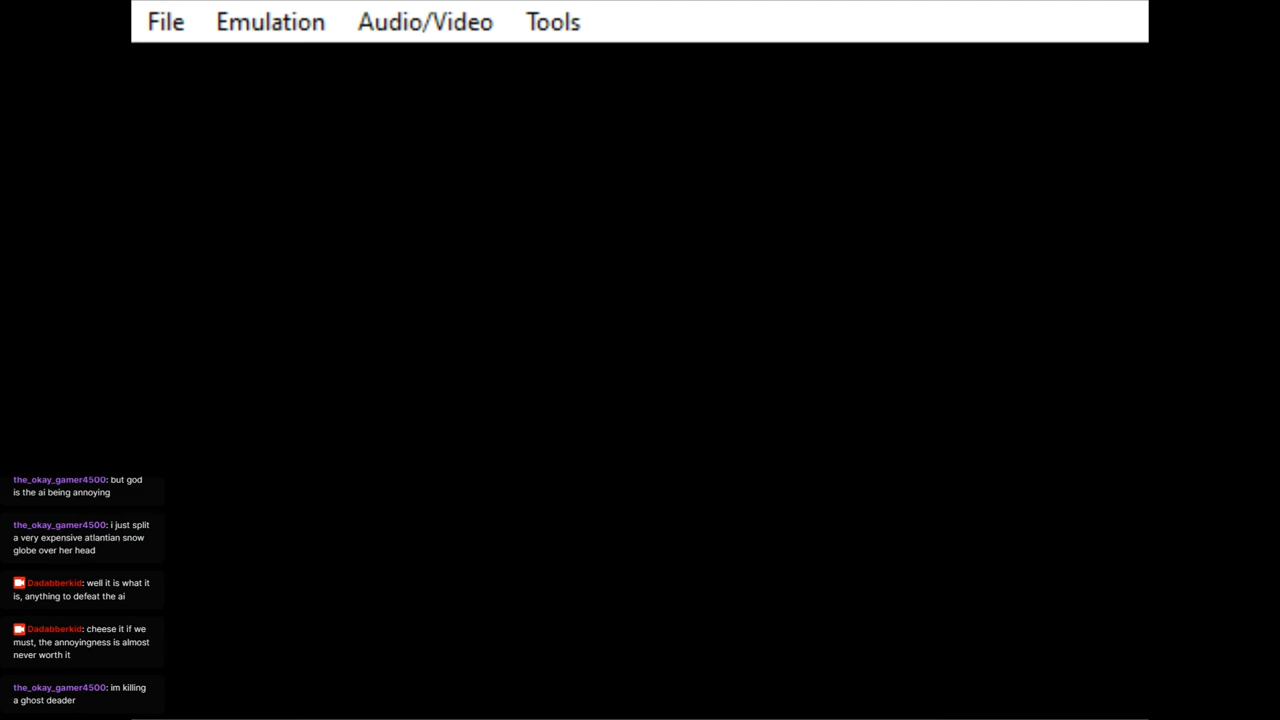 File Emulation Audio/Video Tools
the_okay_gamer4500: but god
is the ai being annoying
the_okay_gamer4500: i just split
a very expensive atlantian snow
globe over her head
Dadabberkid: well it is what it
is, anything to defeat the ai
Dadabberkid: cheese it if we
must, the annoyingness is almost
never worth it
the_okay_gamer4500: im killing
a ghost deader